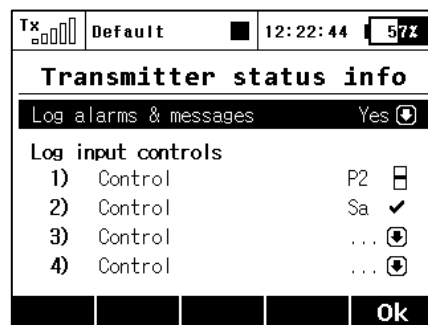 Tx Default 12:22:44 57%
Transmitter status info
Log alarms & messages Yes
Log input controls
1) Control P2
2) Control Sa
3) Control ...
4) Control ...
Ok